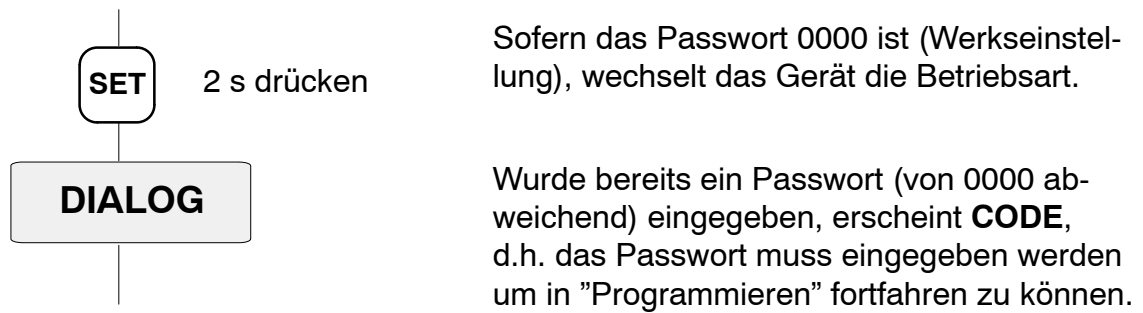 SET
2 s drücken
DIALOG
Sofern das Passwort 0000 ist (Werkseinstel-
lung), wechselt das Gerät die Betriebsart.
Wurde bereits ein Passwort (von 0000 ab-
weichend) eingegeben, erscheint CODE,
d.h. das Passwort muss eingegeben werden
um in ”Programmieren” fortfahren zu können.